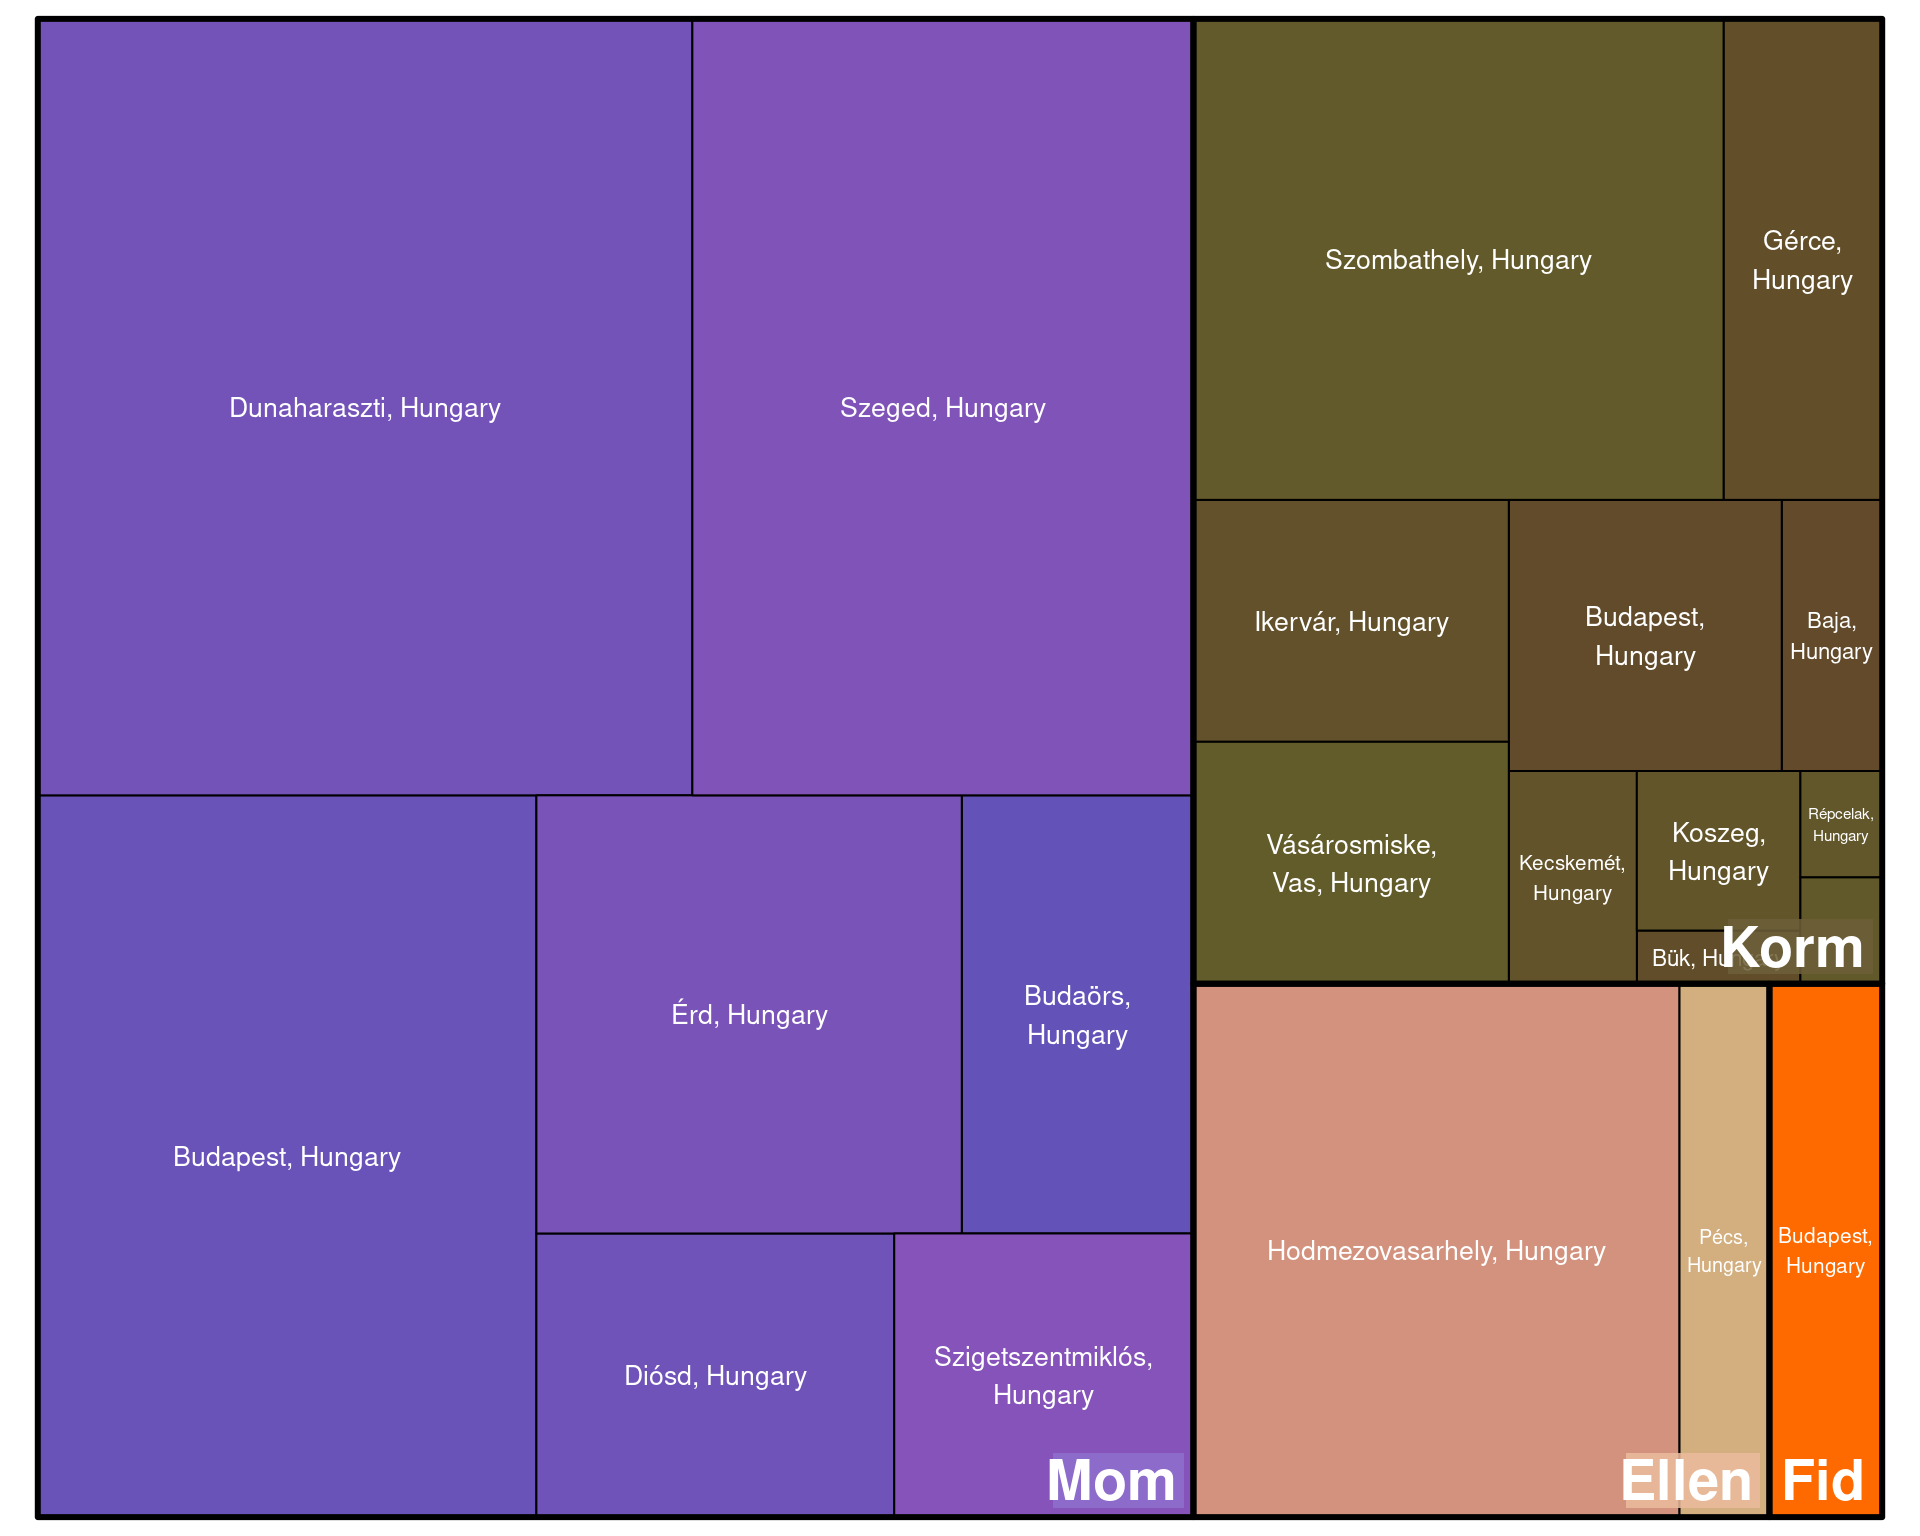 Dunaharaszti, Hungary
Szeged, Hungary
Budapest, Hungary
Érd, Hungary
Budaörs,
Hungary
Diósd, Hungary
Szigetszentmiklós,
Hungary
Mom
Szombathely, Hungary
Gérce,
Hungary
Ikervár, Hungary
Budapest,
Hungary
Baja,
Hungary
Vásárosmiske,
Vas, Hungary
Kecskemét,
Hungary
Koszeg,
Hungary
Répcelak,
Hungary
Bük,
Korm
Hodmezovasarhely, Hungary
Pécs,
Hungary
Ellen
Budapest,
Hungary
Fid